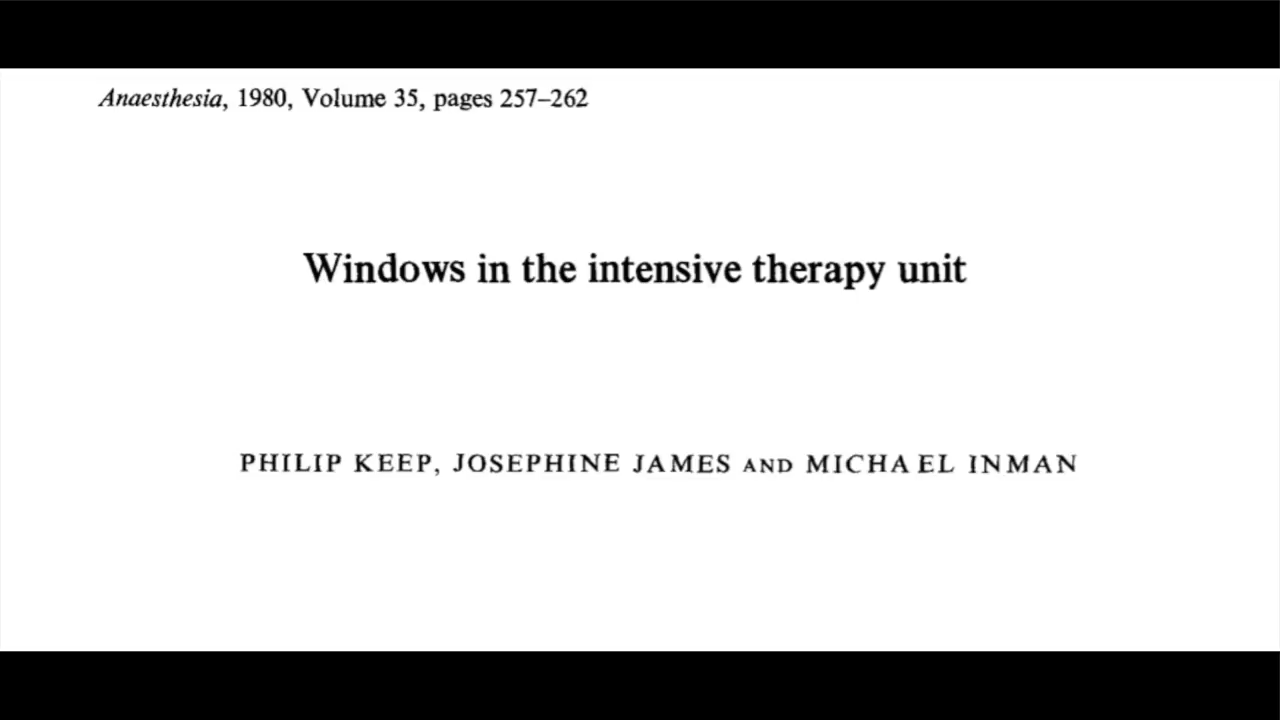 Anaesthesia, 1980, Volume 35, pages 257–262
Windows in the intensive therapy unit
PHILIP KEEP, JOSEPHINE JAMES AND MICHAEL INMAN